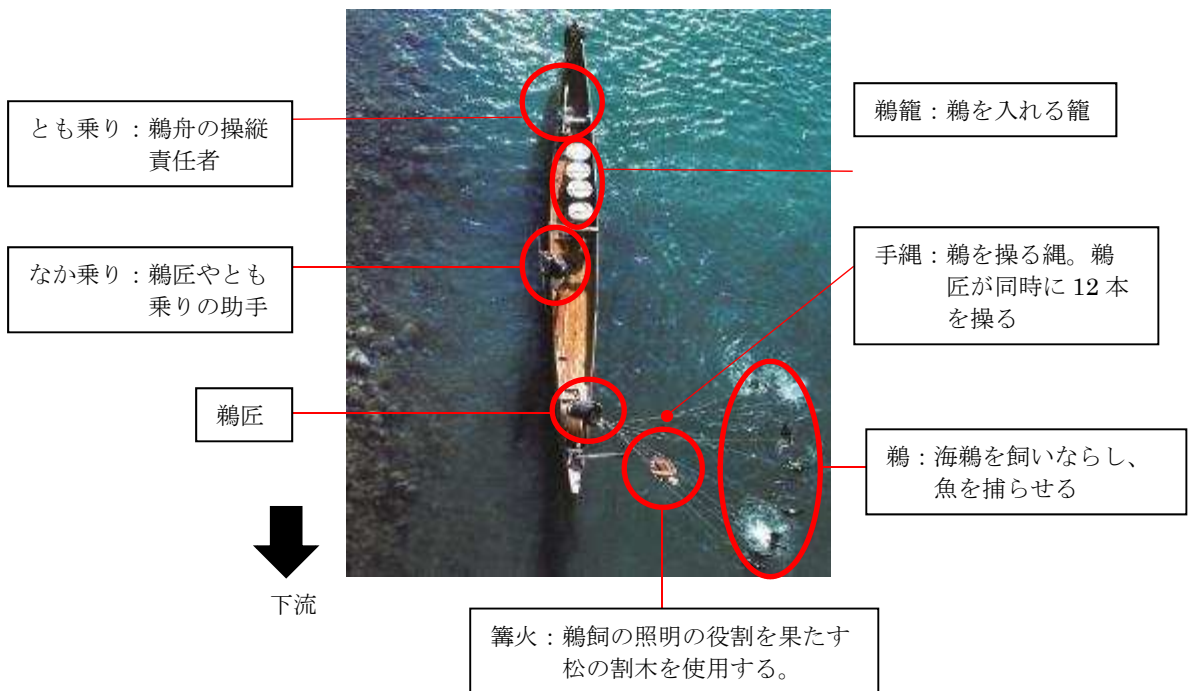 とも乗り：鵜舟の操縦
責任者
なか乗り：鵜匠やとも
乗りの助手
鵜匠
下流
鵜籠：鵜を入れる籠
手縄：鵜を操る縄。鵜
匠が同時に 12 本
を操る
鵜：海鵜を飼いならし、
魚を捕らせる
篝火：鵜飼の照明の役割を果たす
松の割木を使用する。